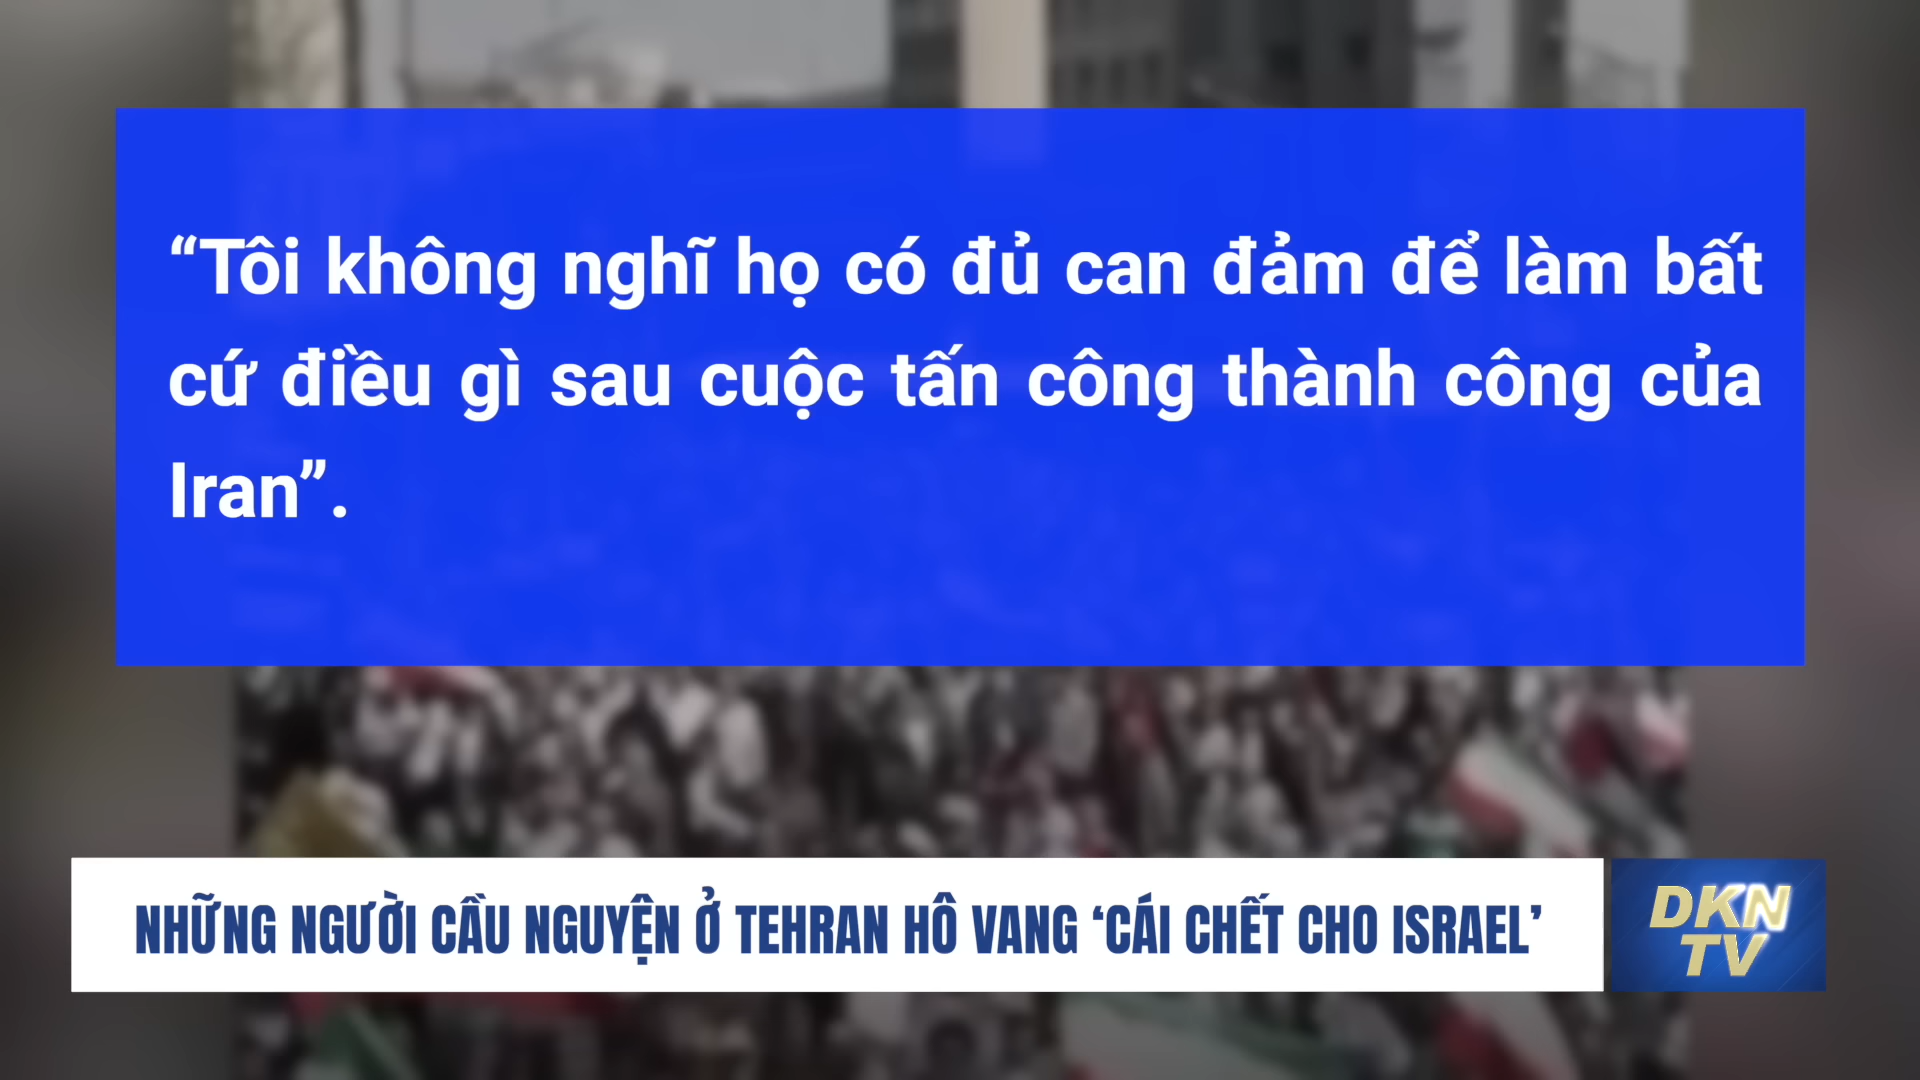 “Tôi không nghĩ họ có đủ can đảm để làm bất
cứ điều gì sau cuộc tấn công thành công của
Iran”.
NHỮNG NGƯỜI CẦU NGUYỆN Ở TEHRAN HÔ VANG ‘CÁI CHẾT CHO ISRAEL’
DKN
TV